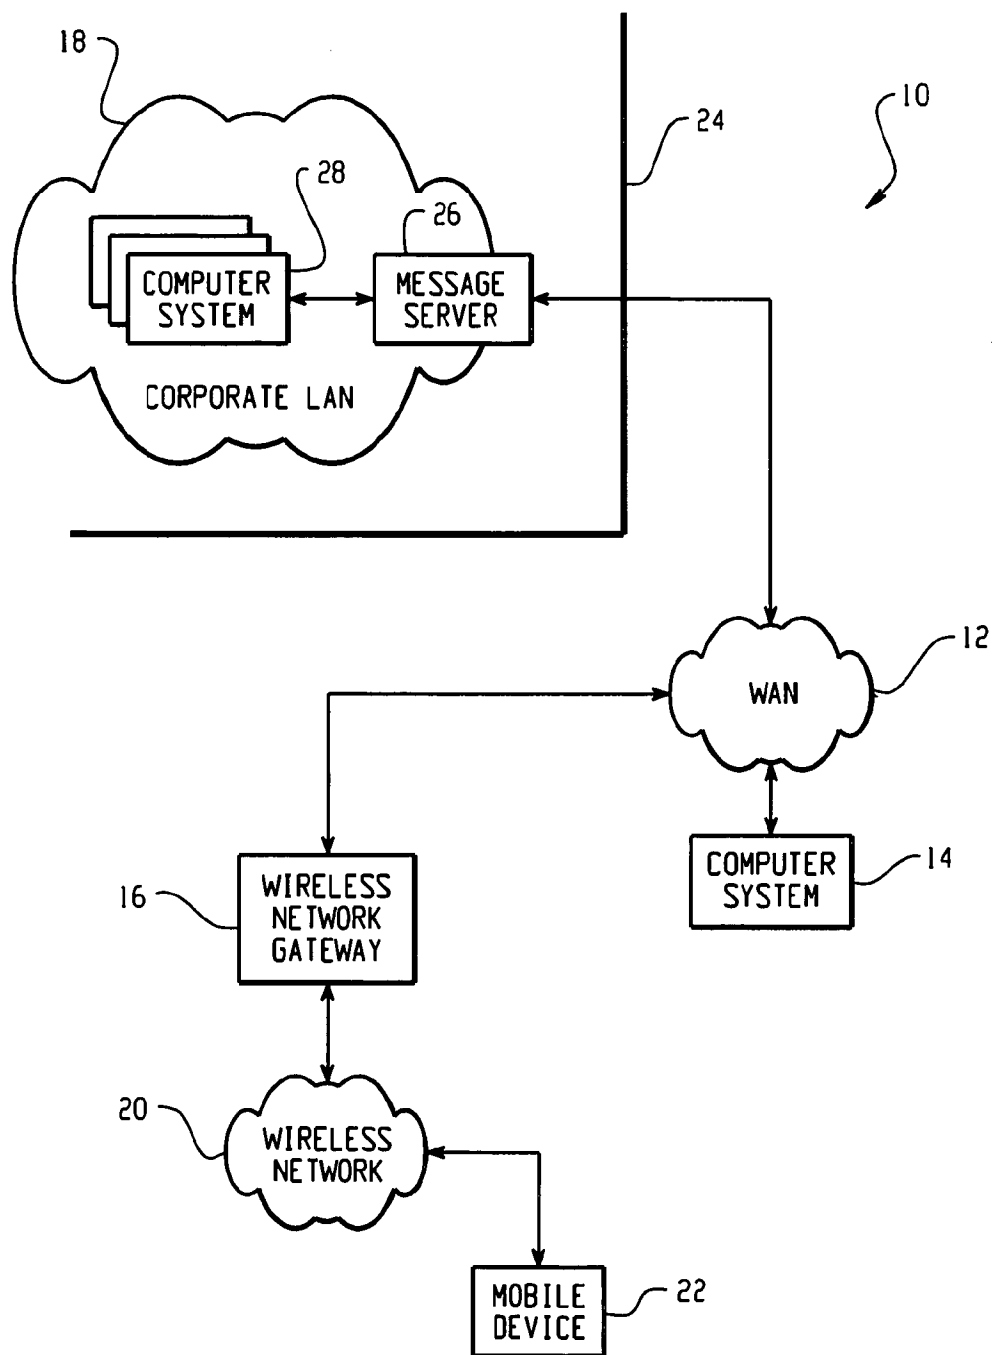 18
10
24
28
26
COMPUTER
SYSTEM
MESSAGE
SERVER
CORPORATE LAN
12
WAN
COMPUTER
SYSTEM
14
16
WIRELESS
NETWORK
GATEWAY
20
WIRELESS
NETWORK
MOBILE
DEVICE
22